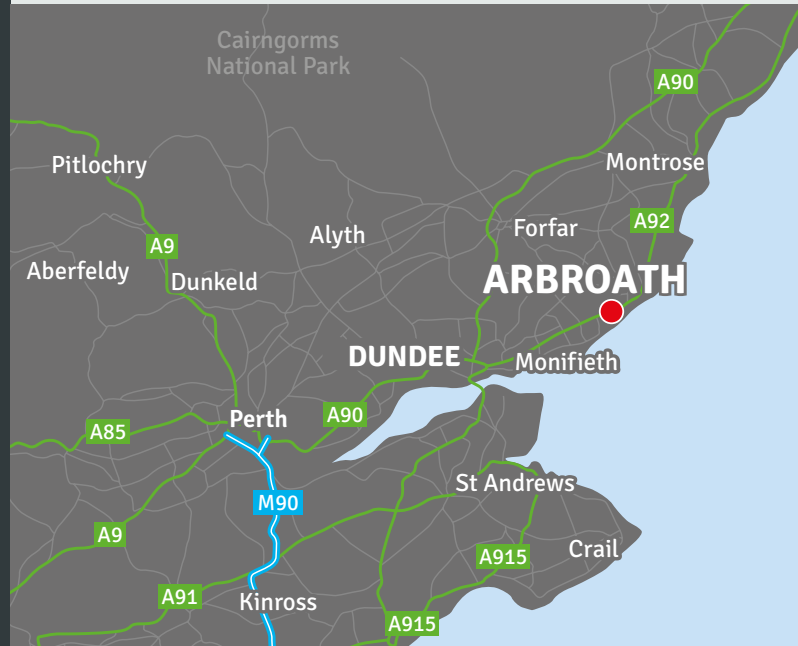 Cairngorms
National Park
A90
Pitlochry
Montrose
A92
Forfar
Alyth
A9
Aberfeldy
Dunkeld
ARBROATH
DUNDEE
Monifieth
Perth
A90
A85
St Andrews
M90
A9
Crail
A915
A91
Kinross
A915